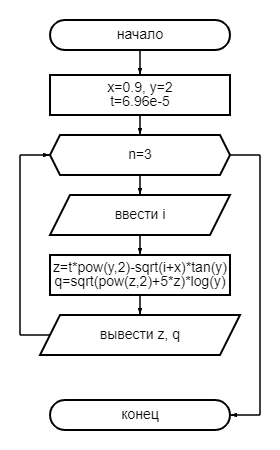 начало
x=0.9, y=2
t=6.96e-5
n=3
ввести i
z=t*pow(y,2)-sqrt(i+x)*tan(y)
q=sqrt(pow(z,2)+5*z)*log(y)
вывести z, q
конец